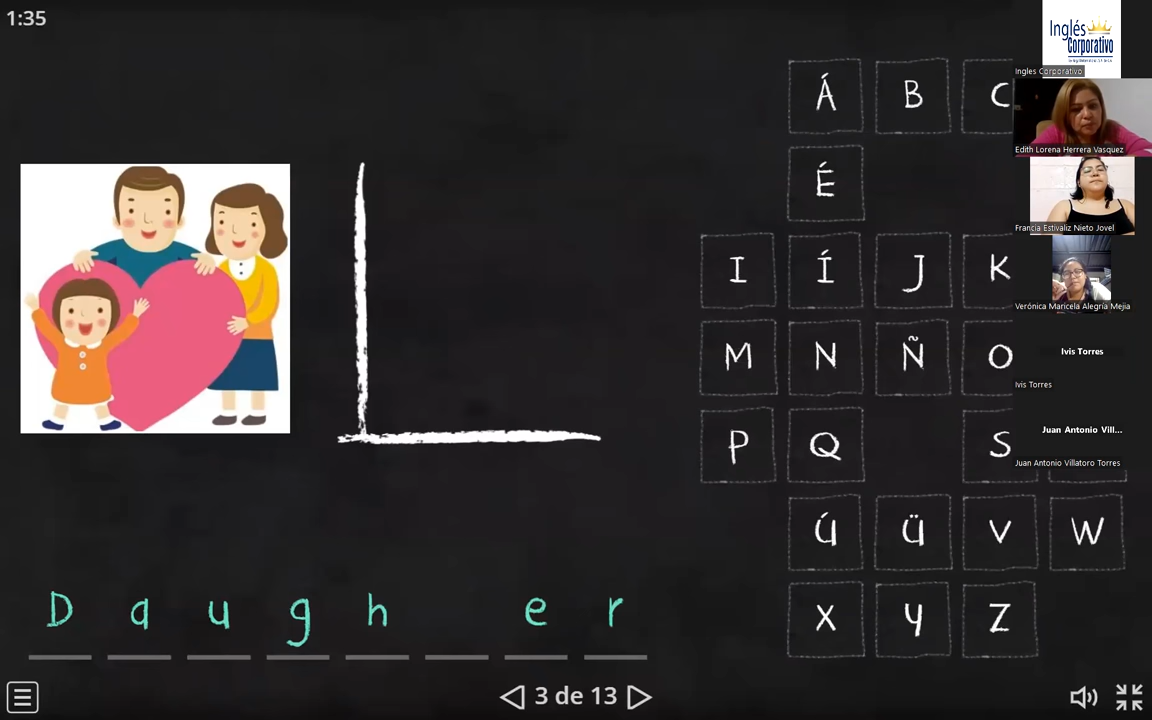 1:35
Á B C
É
I Í J K
M N Ñ O
P Q S
Ú Ü V W
X Y Z
D a u g h e r
3 de 13
Inglés
Corporativo
Ingles Corporativo
Edith Lorena Herrera Vasquez
Francia Estivaliz Nieto Jovel
Verónica Maricela Alegría Mejia
Ivis Torres
Ivis Torres
Juan Antonio Vill...
Juan Antonio Villatoro Torres